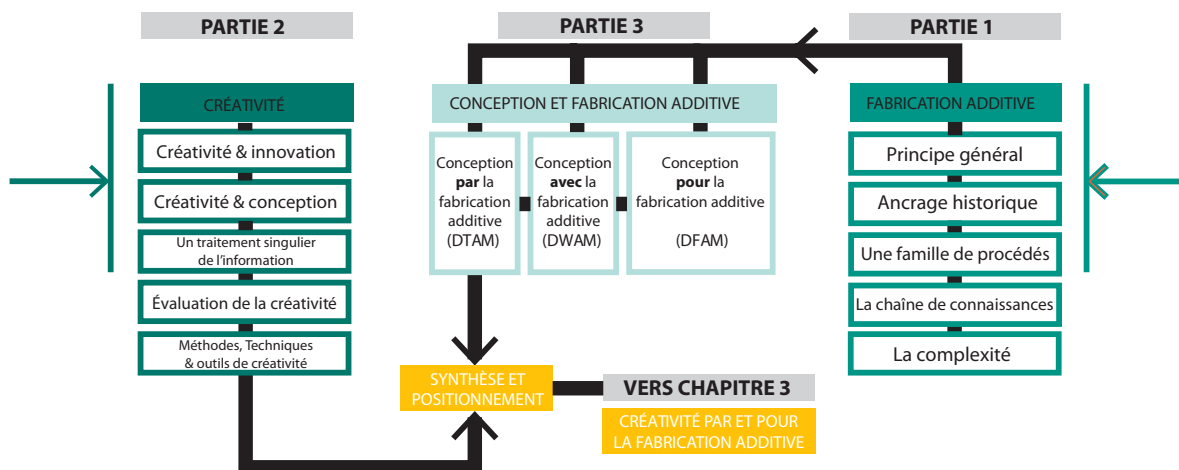 PARTIE 2
CRÉATIVITÉ
Créativité & innovation
Créativité & conception
Un traitement singulier
de l'information
Évaluation de la créativité
Méthodes, Techniques
& outils de créativité
PARTIE 3
CONCEPTION ET FABRICATION ADDITIVE
Conception
par la
fabrication
additive
(DTAM)
Conception
avec la
fabrication
additive
(DWAM)
Conception
pour la
fabrication additive
(DFAM)
PARTIE 1
FABRICATION ADDITIVE
Principe général
Ancrage historique
Une famille de procédés
La chaîne de connaissances
La complexité
SYNTHÈSE ET
POSITIONNEMENT
VERS CHAPITRE 3
CRÉATIVITÉ PAR ET POUR
LA FABRICATION ADDITIVE